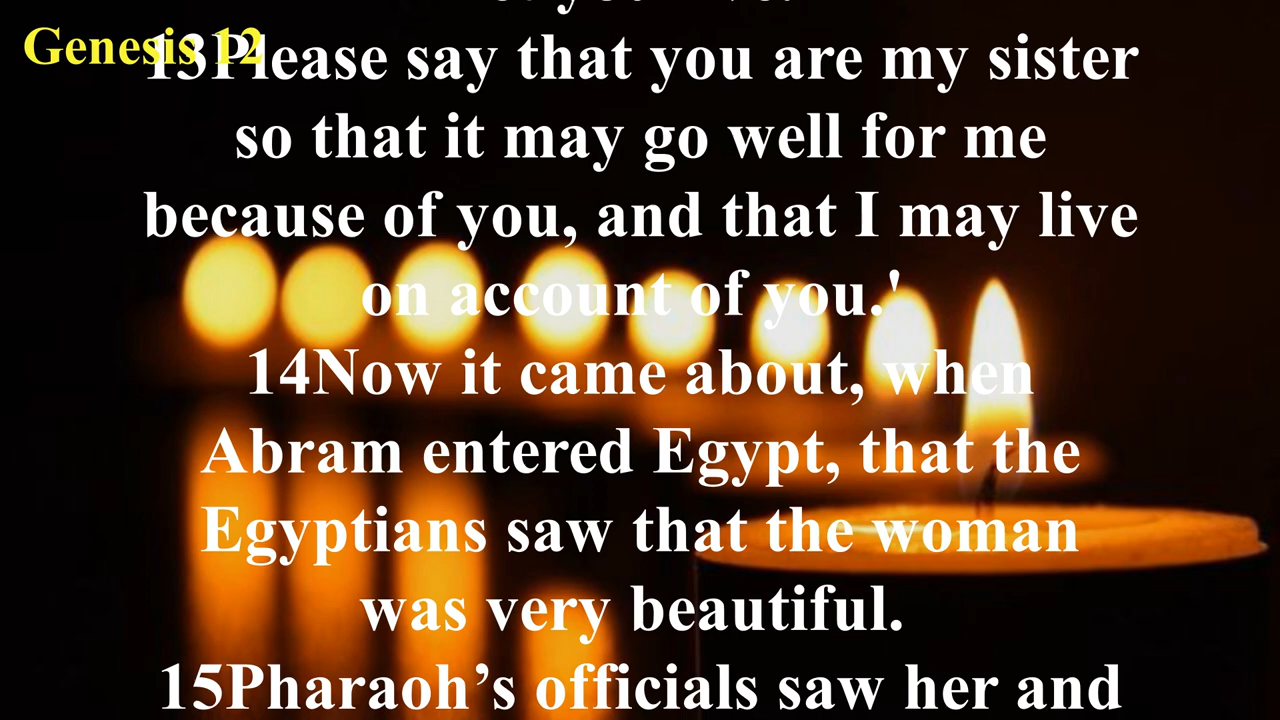 Genesis 12
13Please say that you are my sister
so that it may go well for me
because of you, and that I may live
on account of you.'
14Now it came about, when
Abram entered Egypt, that the
Egyptians saw that the woman
was very beautiful.
15Pharaoh’s officials saw her and